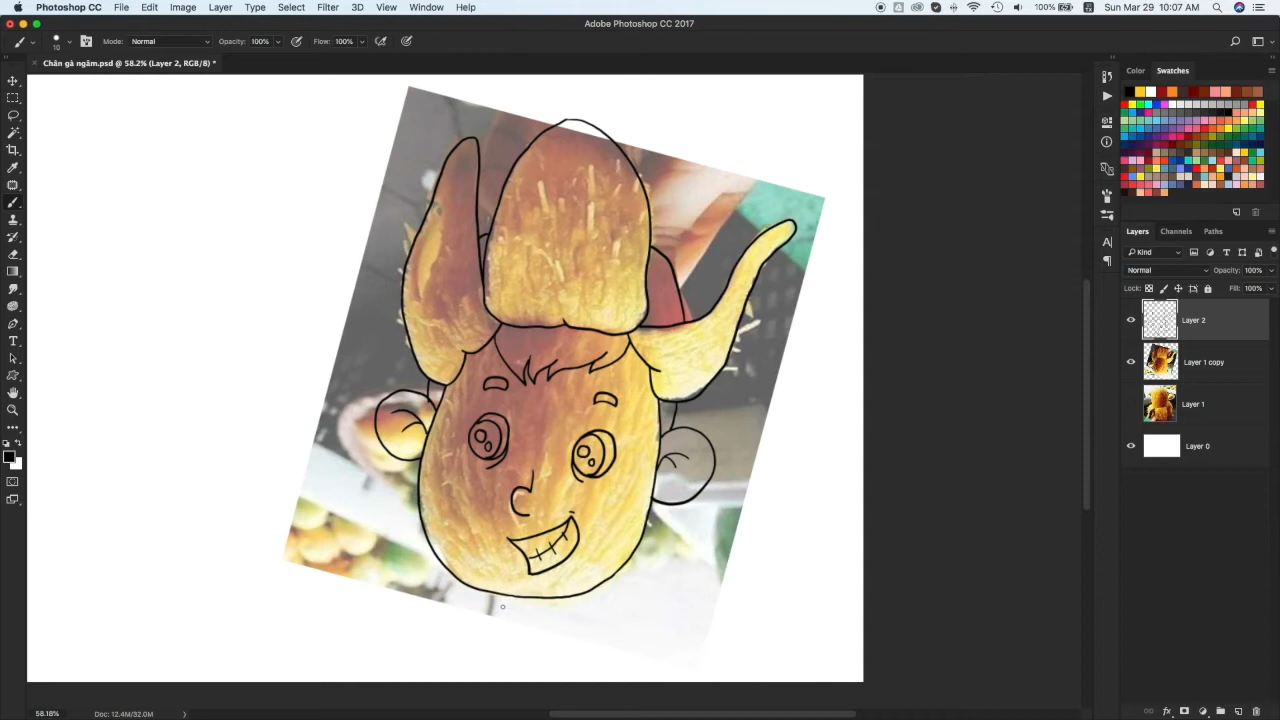 Photoshop CC File Edit Image Layer Type Select Filter 3D View Window Help 100% Sun Mar 29 10:07 AM
Adobe Photoshop CC 2017
10 Mode: Normal Opacity: 100% Flow: 100%
Chân gà ngâm.psd @ 58.2% (Layer 2, RGB/8) *
Color Swatches
Layers Channels Paths
Kind
Normal Opacity: 100%
Lock: Fill: 100%
Layer 2
Layer 1 copy
Layer 1
Layer 0
58.18% Doc: 12.4M/32.0M